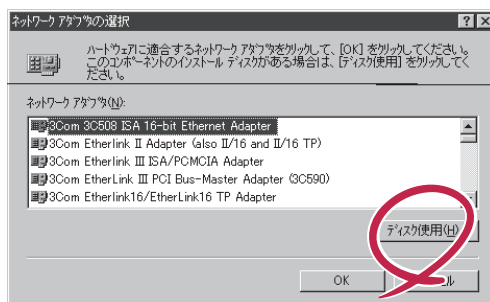 ネットワーク アダプタの選択
ハードウェアに適合するネットワーク アダプタをクリックして、[OK] をクリックしてください。
このコンポーネントのインストール ディスクがある場合は、[ディスク使用] をクリックしてく
ださい。
ネットワーク アダプタ(N):
3Com 3C508 ISA 16-bit Ethernet Adapter
3Com Etherlink II Adapter (also II/16 and II/16 TP)
3Com Etherlink III ISA/PCMCIA Adapter
3Com EtherLink III PCI Bus-Master Adapter (3C590)
3Com Etherlink16/EtherLink16 TP Adapter
ディスク使用(H)
OK